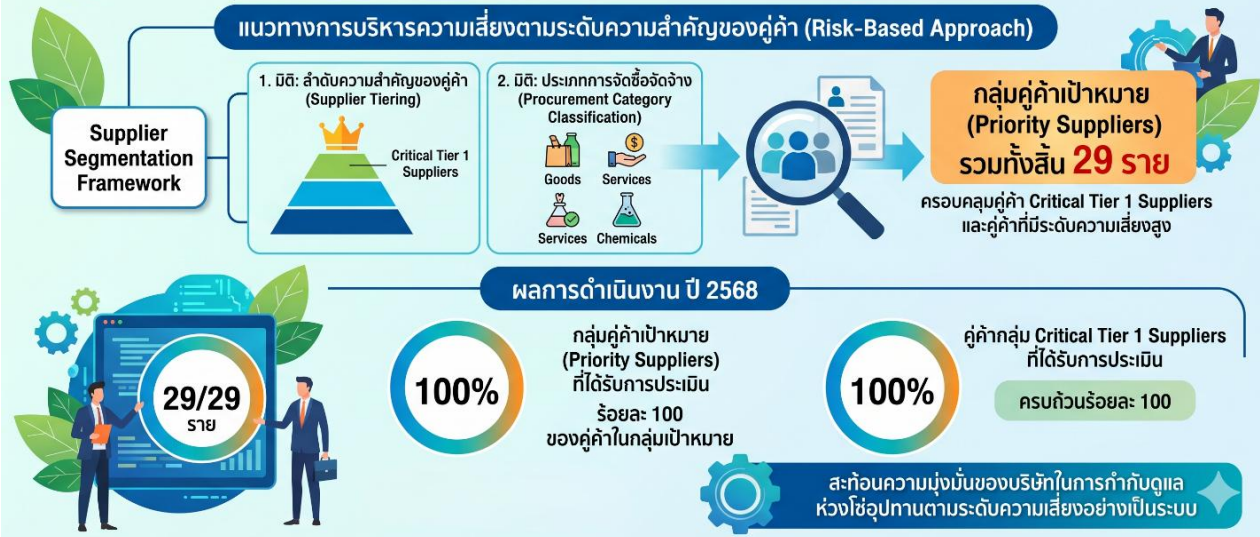 แนวทางการบริหารความเสี่ยงตามระดับความสำคัญของคู่ค้า (Risk-Based Approach)
Supplier
Segmentation
Framework
1. มิติ: ลำดับความสำคัญของคู่ค้า
(Supplier Tiering)
Critical Tier 1
Suppliers
2. มิติ: ประเภทการจัดซื้อจัดจ้าง
(Procurement Category
Classification)
Goods
$
Services
Services
Chemicals
กลุ่มคู่ค้าเป้าหมาย
(Priority Suppliers)
รวมทั้งสิ้น 29 ราย
ครอบคลุมคู่ค้า Critical Tier 1 Suppliers
และคู่ค้าที่มีระดับความเสี่ยงสูง
ผลการดำเนินงาน ปี 2568
29/29
ราย
100%
กลุ่มคู่ค้าเป้าหมาย
(Priority Suppliers)
ที่ได้รับการประเมิน
ร้อยละ 100
ของคู่ค้าในกลุ่มเป้าหมาย
100%
คู่ค้ากลุ่ม Critical Tier 1 Suppliers
ที่ได้รับการประเมิน
ครบถ้วนร้อยละ 100
สะท้อนความมุ่งมั่นของบริษัทในการกำกับดูแล
ห่วงโซ่อุปทานตามระดับความเสี่ยงอย่างเป็นระบบ